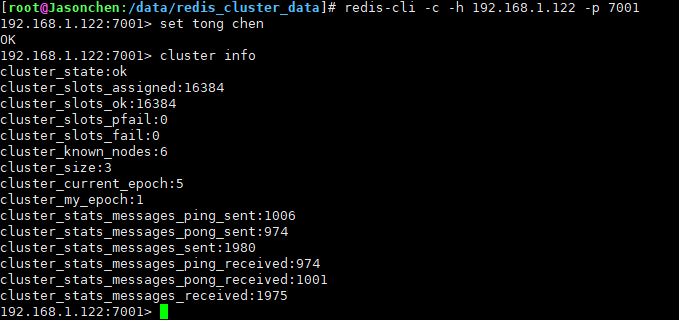 [root@Jasonchen:/data/redis_cluster_data]# redis-cli -c -h 192.168.1.122 -p 7001
192.168.1.122:7001> set tong chen
OK
192.168.1.122:7001> cluster info
cluster_state:ok
cluster_slots_assigned:16384
cluster_slots_ok:16384
cluster_slots_pfail:0
cluster_slots_fail:0
cluster_known_nodes:6
cluster_size:3
cluster_current_epoch:5
cluster_my_epoch:1
cluster_stats_messages_ping_sent:1006
cluster_stats_messages_pong_sent:974
cluster_stats_messages_sent:1980
cluster_stats_messages_ping_received:974
cluster_stats_messages_pong_received:1001
cluster_stats_messages_received:1975
192.168.1.122:7001>